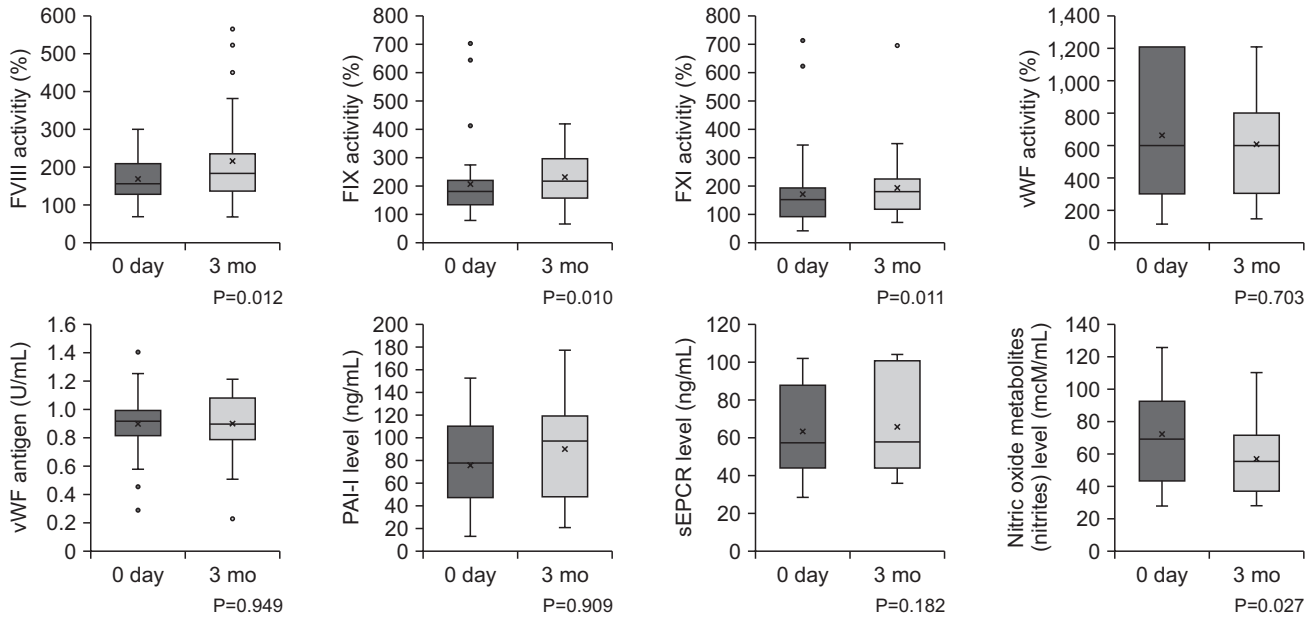 FVIII activitiy (%)
600
500
400
300
200
100
0
0 day
3 mo
P=0.012
FIX activitiy (%)
800
700
600
500
400
300
200
100
0
0 day
3 mo
P=0.010
FXI activitiy (%)
800
700
600
500
400
300
200
100
0
0 day
3 mo
P=0.011
vWF activitiy (%)
1,400
1,200
1,000
800
600
400
200
0
0 day
3 mo
P=0.703
vWF antigen (U/mL)
1.6
1.4
1.2
1.0
0.8
0.6
0.4
0.2
0
0 day
3 mo
P=0.949
PAI-I level (ng/mL)
200
180
160
140
120
100
80
60
40
20
0
0 day
3 mo
P=0.909
sEPCR level (ng/mL)
120
100
80
60
40
20
0
0 day
3 mo
P=0.182
Nitric oxide metabolites
(nitrites) level (mcM/mL)
140
120
100
80
60
40
20
0
0 day
3 mo
P=0.027